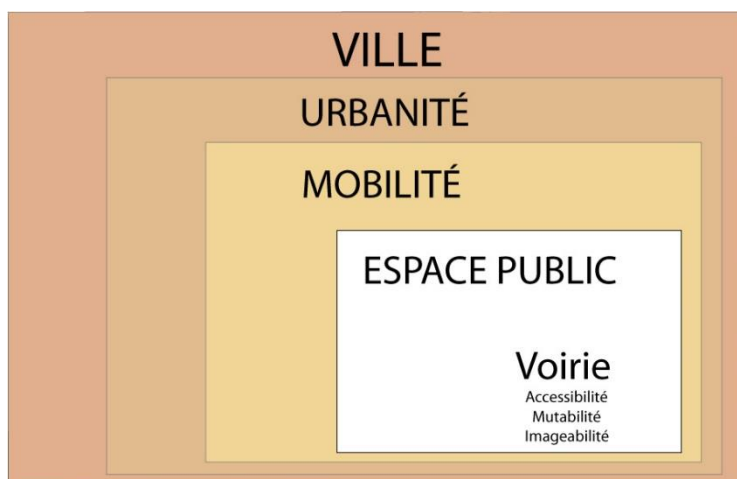 VILLE
URBANITÉ
MOBILITÉ
ESPACE PUBLIC
Voirie
Accessibilité
Mutabilité
Imageabilité